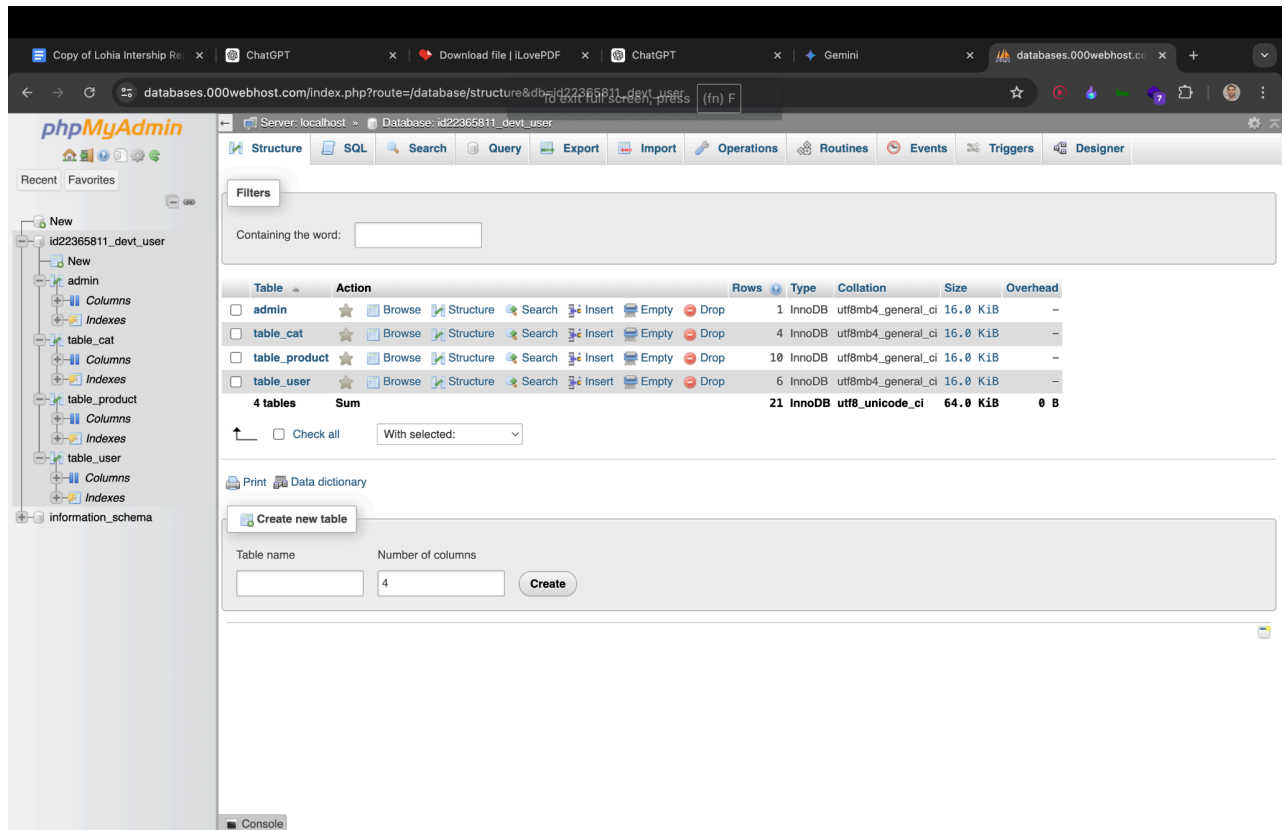 Copy of Lohia Intership Re
ChatGPT
Download file | iLovePDF
ChatGPT
Gemini
databases.000webhost.cc
databases.000webhost.com/index.php?route=/database/structure&db=id22365811_devt_user
To exit full screen, press (fn) F
7
phpMyAdmin
Recent Favorites
New
id22365811_devt_user
New
admin
Columns
Indexes
table_cat
Columns
Indexes
table_product
Columns
Indexes
table_user
Columns
Indexes
information_schema
Server: localhost » Database: id22365811_devt_user
Structure SQL Search Query Export Import Operations Routines Events Triggers Designer
Filters
Containing the word:
Table Action Rows Type Collation Size Overhead
admin Browse Structure Search Insert Empty Drop 1 InnoDB utf8mb4_general_ci 16.0 KiB –
table_cat Browse Structure Search Insert Empty Drop 4 InnoDB utf8mb4_general_ci 16.0 KiB –
table_product Browse Structure Search Insert Empty Drop 10 InnoDB utf8mb4_general_ci 16.0 KiB –
table_user Browse Structure Search Insert Empty Drop 6 InnoDB utf8mb4_general_ci 16.0 KiB –
4 tables Sum 21 InnoDB utf8_unicode_ci 64.0 KiB 0 B
Check all With selected:
Print Data dictionary
Create new table
Table name Number of columns
4 Create
Console